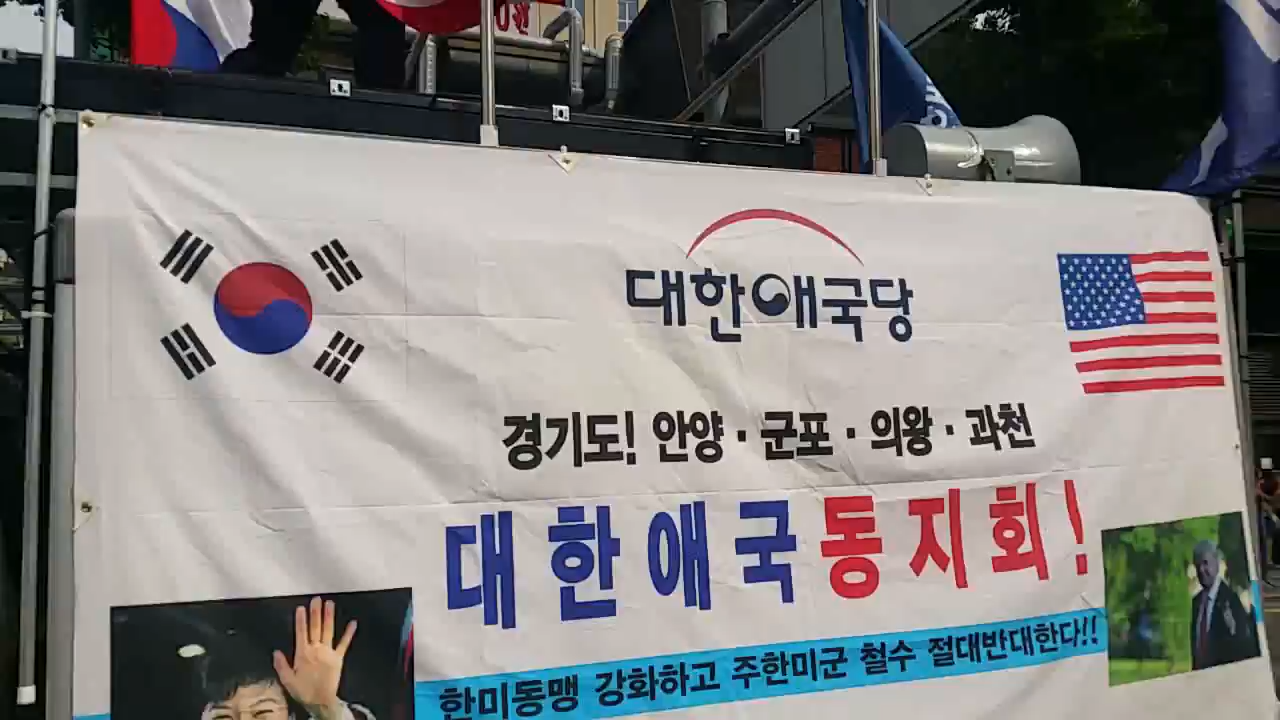 대한애국당
경기도! 안양 · 군포 · 의왕 · 과천
대한애국동지회!
한미동맹 강화하고 주한미군 철수 절대반대한다!!